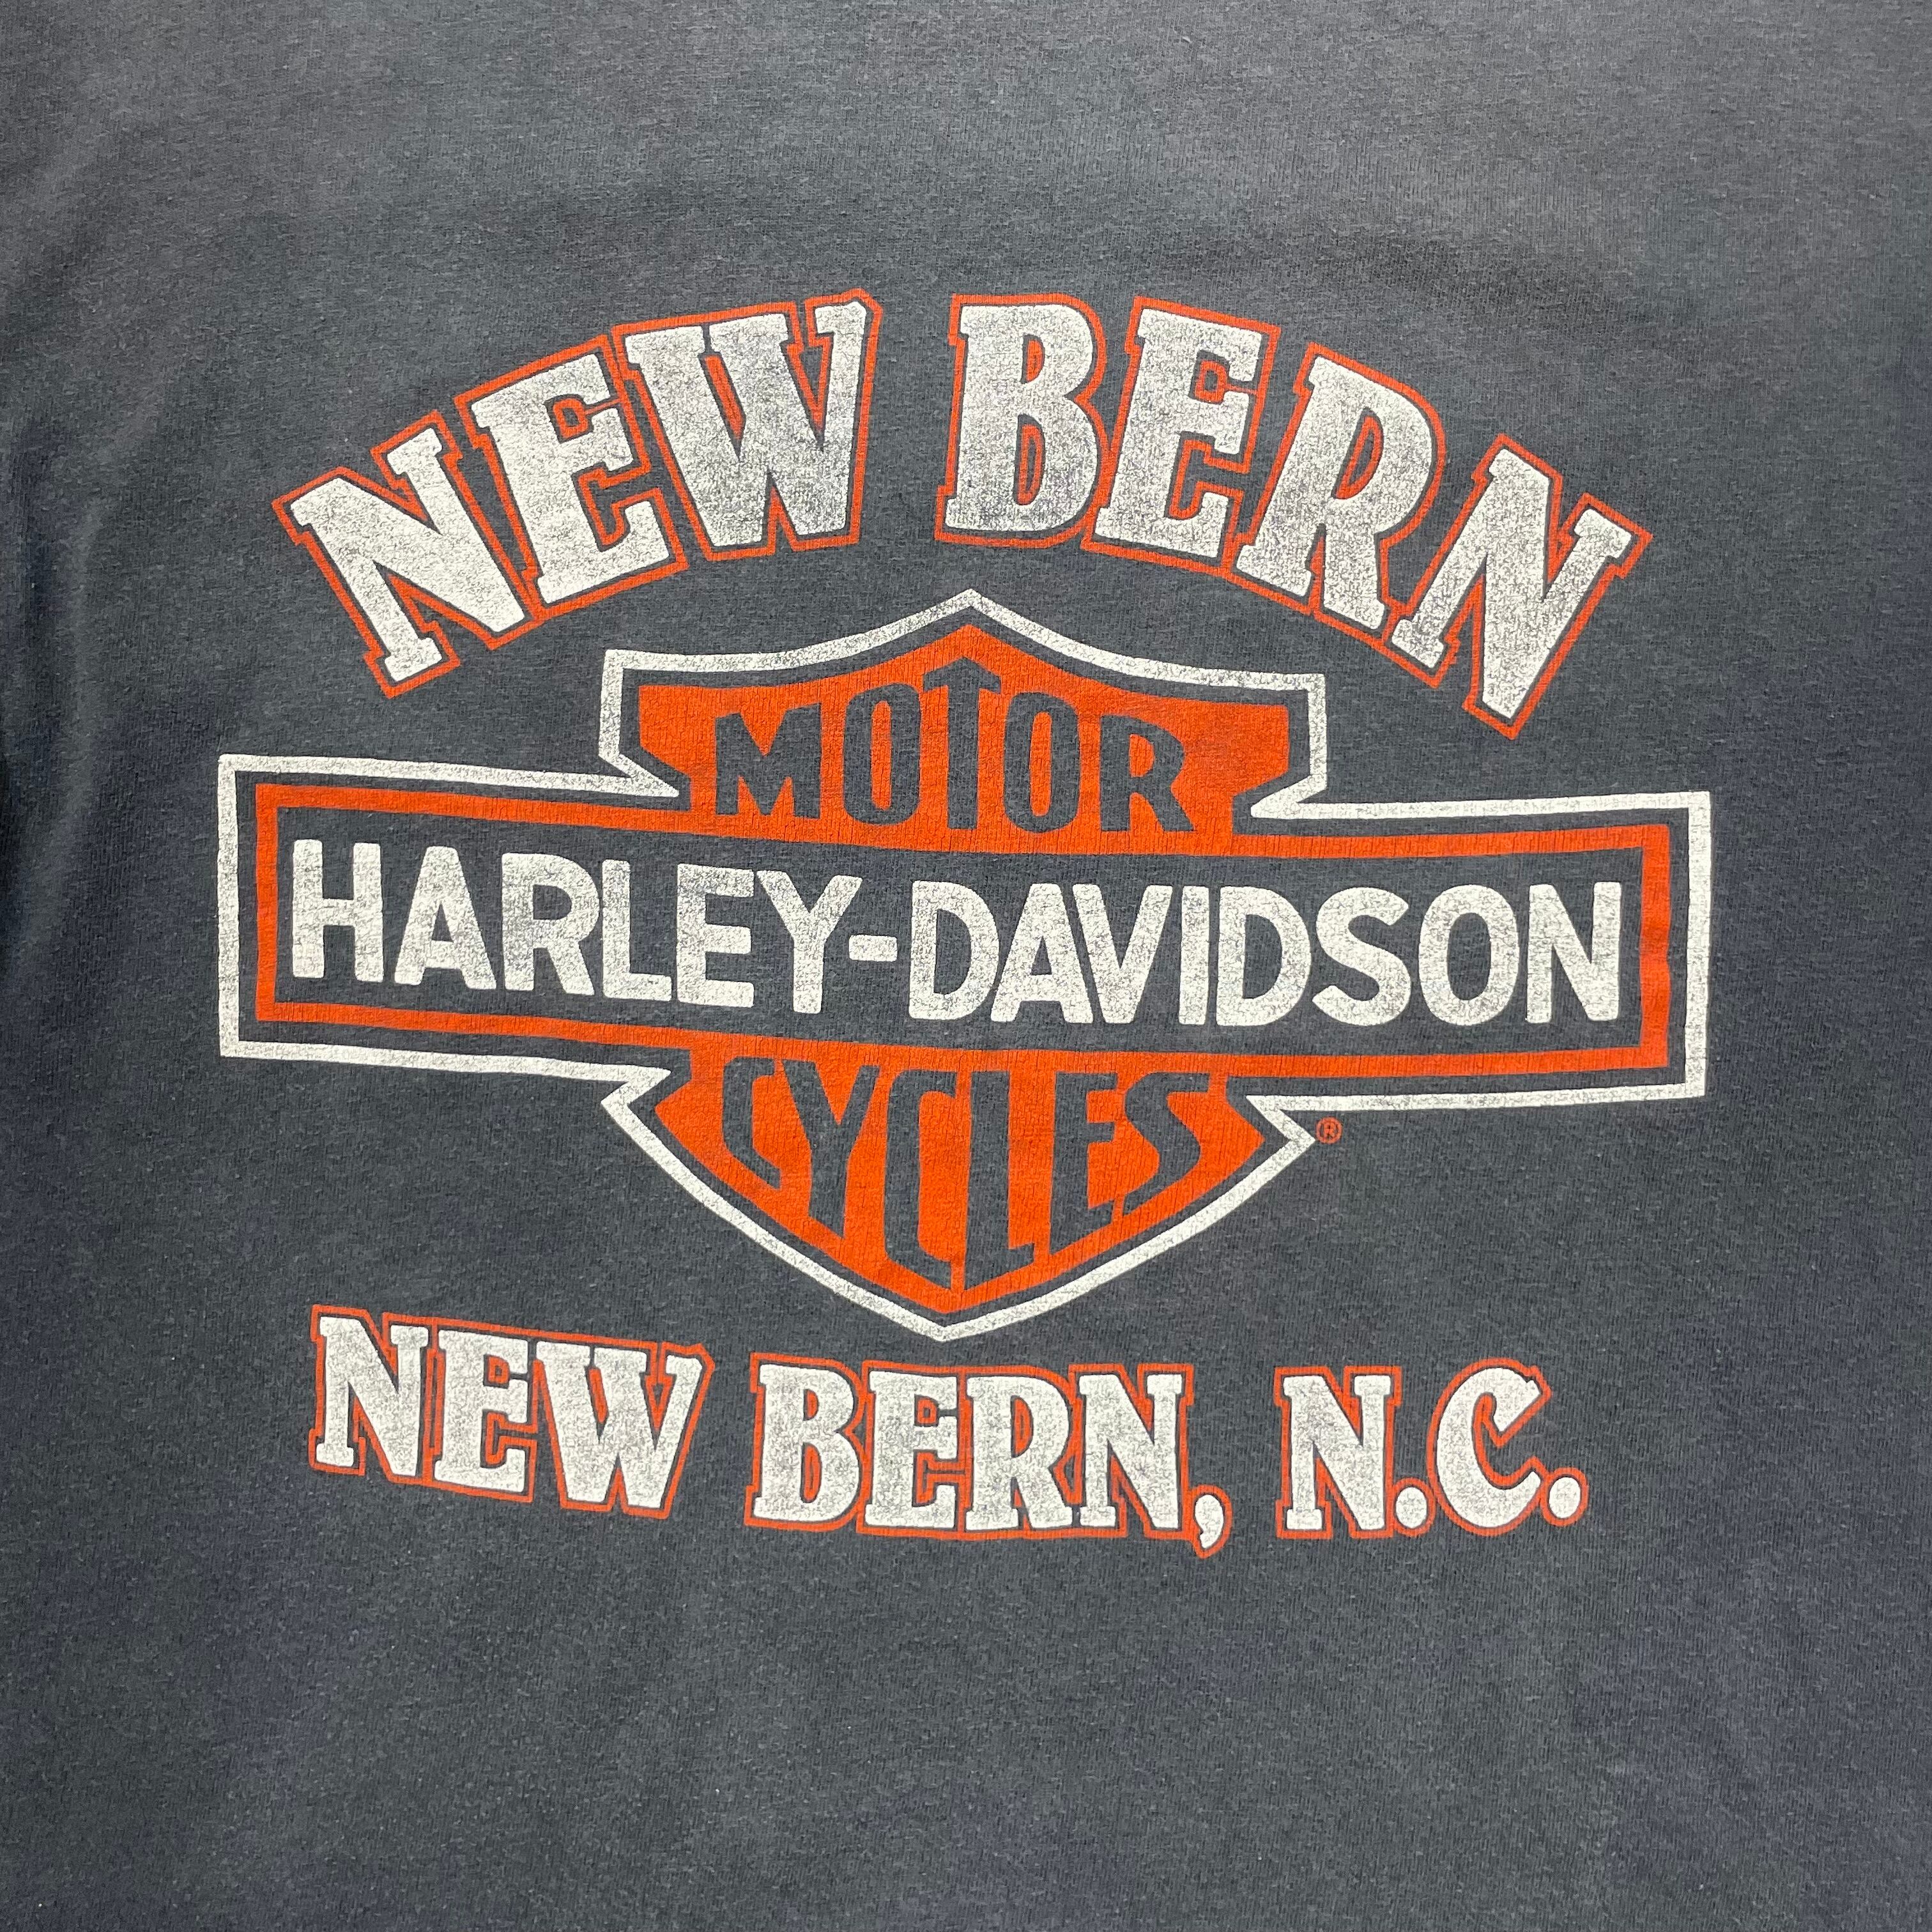 NEW BERN
MOTOR
HARLEY-DAVIDSON
CYCLES
®
NEW BERN, N.C.